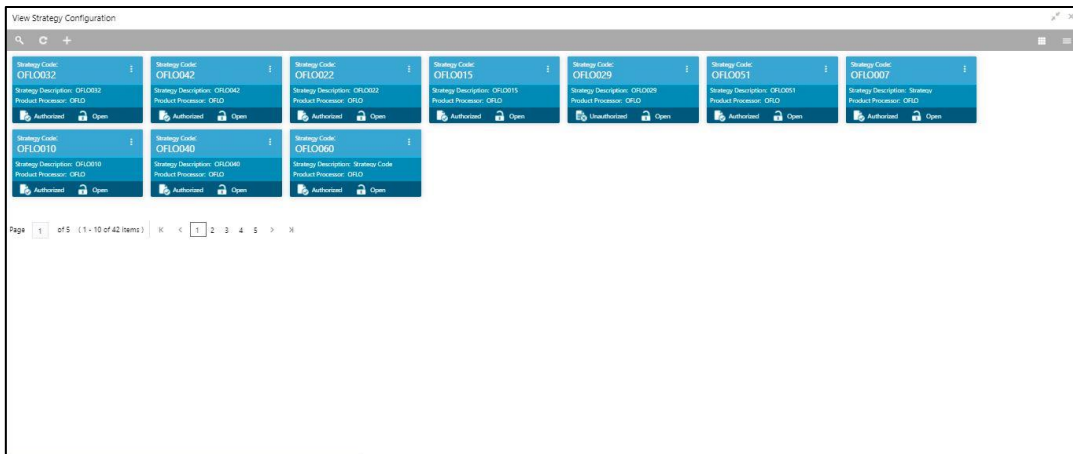 View Strategy Configuration
Strategy Code:
OFLO032
Strategy Description: OFLO032
Product Processor: OFLO
Authorized Open
Strategy Code:
OFLO042
Strategy Description: OFLO042
Product Processor: OFLO
Authorized Open
Strategy Code:
OFLO022
Strategy Description: OFLO022
Product Processor: OFLO
Authorized Open
Strategy Code:
OFLO015
Strategy Description: OFLO015
Product Processor: OFLO
Authorized Open
Strategy Code:
OFLO029
Strategy Description: OFLO029
Product Processor: OFLO
Unauthorized Open
Strategy Code:
OFLO051
Strategy Description: OFLO051
Product Processor: OFLO
Authorized Open
Strategy Code:
OFLO007
Strategy Description: Strategy
Product Processor: OFLO
Authorized Open
Strategy Code:
OFLO010
Strategy Description: OFLO010
Product Processor: OFLO
Authorized Open
Strategy Code:
OFLO040
Strategy Description: OFLO040
Product Processor: OFLO
Authorized Open
Strategy Code:
OFLO060
Strategy Description: Strategy Code
Product Processor: OFLO
Authorized Open
Page 1 of 5 ( 1 - 10 of 42 items ) 1 2 3 4 5